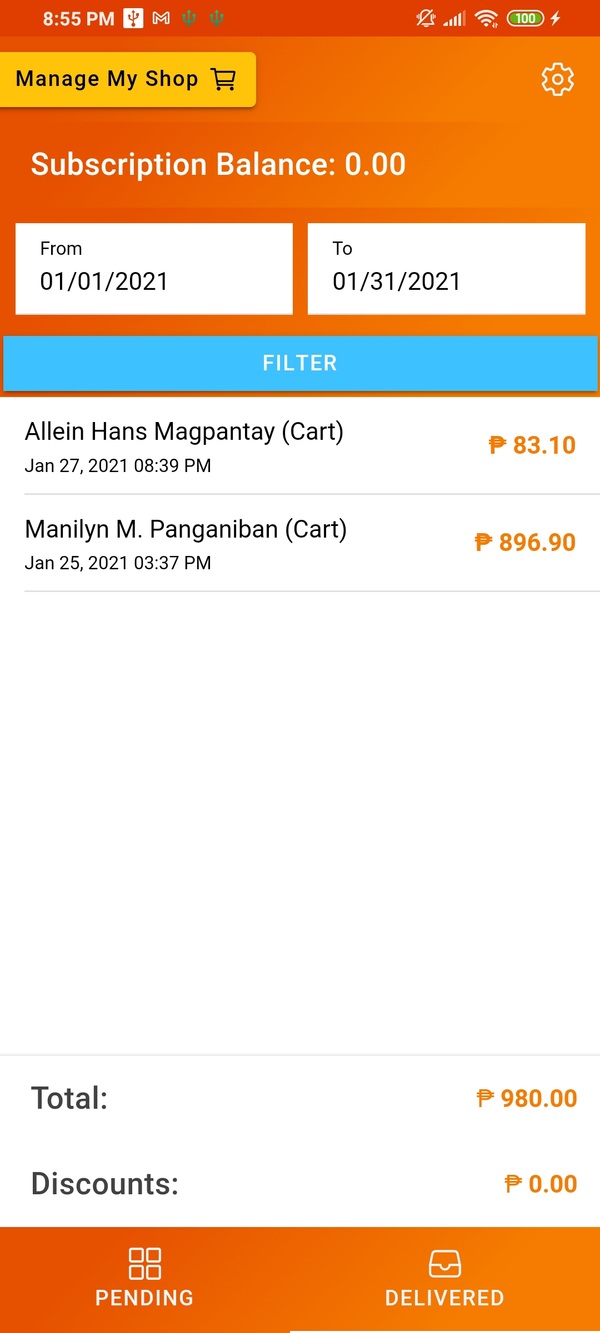 8:55 PM
100
Manage My Shop
Subscription Balance: 0.00
From
01/01/2021
To
01/31/2021
FILTER
Allein Hans Magpantay (Cart)
Jan 27, 2021 08:39 PM
₱ 83.10
Manilyn M. Panganiban (Cart)
Jan 25, 2021 03:37 PM
₱ 896.90
Total:
₱ 980.00
Discounts:
₱ 0.00
PENDING
DELIVERED